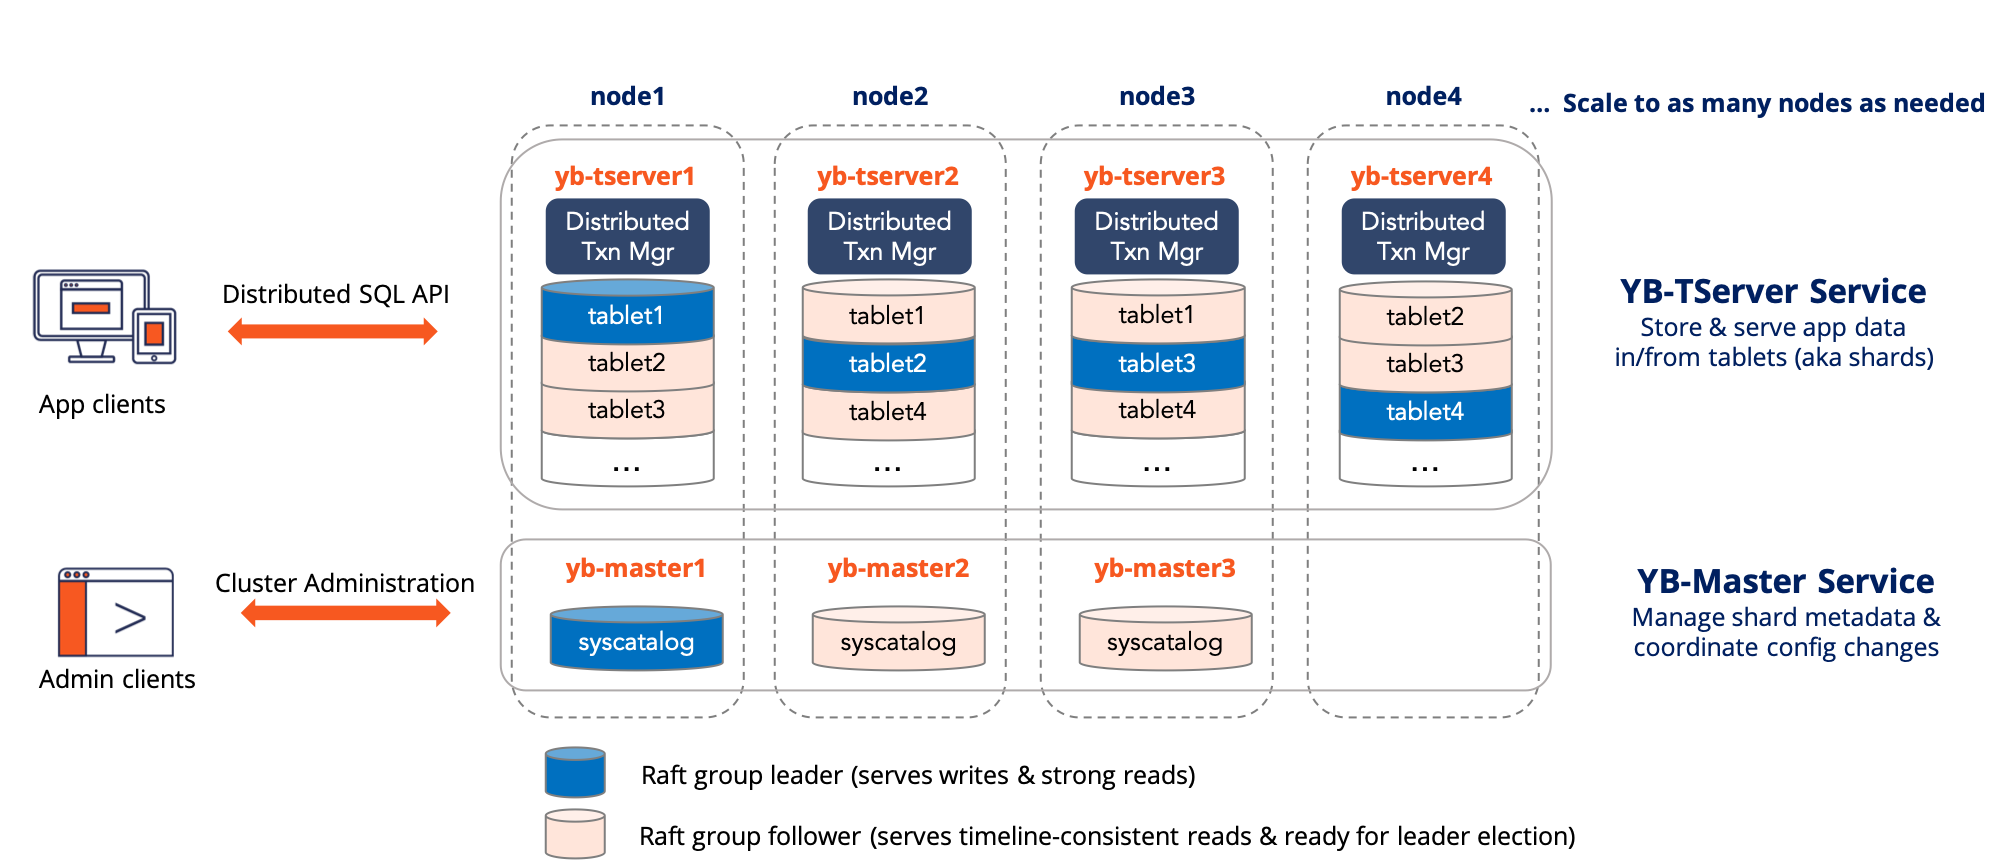 node1
node2
node3
node4
... Scale to as many nodes as needed
yb-tserver1
yb-tserver2
yb-tserver3
yb-tserver4
Distributed
Txn Mgr
Distributed
Txn Mgr
Distributed
Txn Mgr
Distributed
Txn Mgr
tablet1
tablet2
tablet3
...
tablet1
tablet2
tablet4
...
tablet1
tablet3
tablet4
...
tablet2
tablet3
tablet4
...
Distributed SQL API
App clients
YB-TServer Service
Store & serve app data
in/from tablets (aka shards)
Cluster Administration
>
Admin clients
yb-master1
yb-master2
yb-master3
syscatalog
syscatalog
syscatalog
YB-Master Service
Manage shard metadata &
coordinate config changes
Raft group leader (serves writes & strong reads)
Raft group follower (serves timeline-consistent reads & ready for leader election)